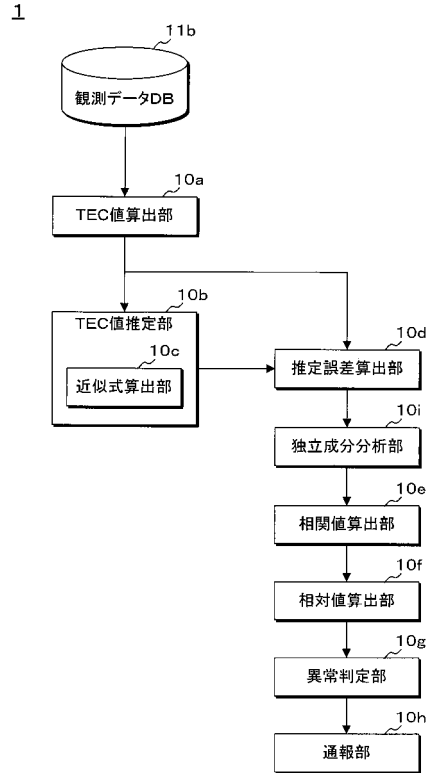 1
11b
観測データDB
10a
TEC値算出部
10b
TEC値推定部
10c
近似式算出部
10d
推定誤差算出部
10i
独立成分分析部
10e
相関値算出部
10f
相対値算出部
10g
異常判定部
10h
通報部